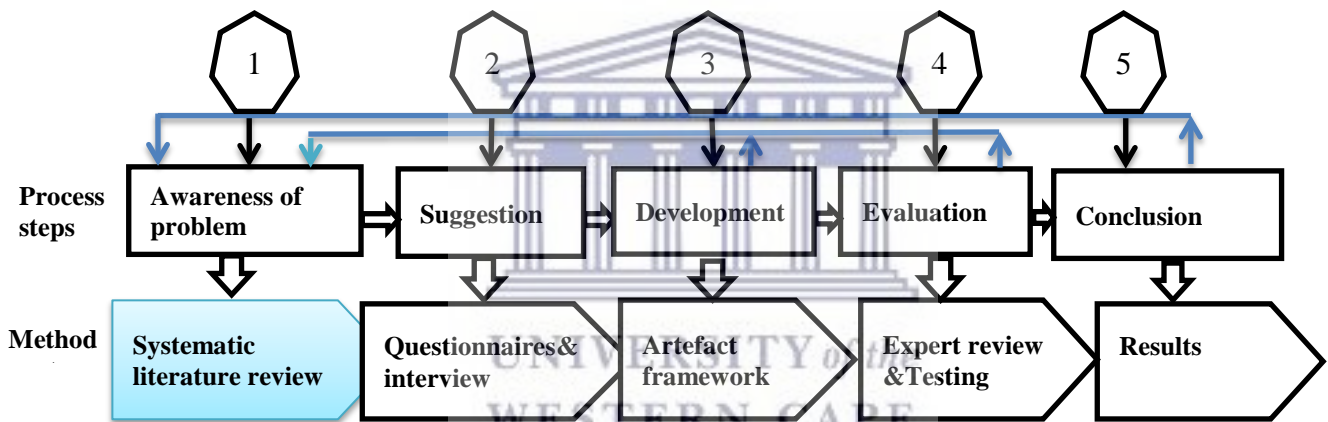 1
2
3
4
5
Process
steps
Awareness of
problem
Suggestion
Development
Evaluation
Conclusion
Method
Systematic
literature review
Questionnaires&
interview
Artefact
framework
Expert review
&Testing
Results
UNIVERSITY of the
WESTERN CAPE